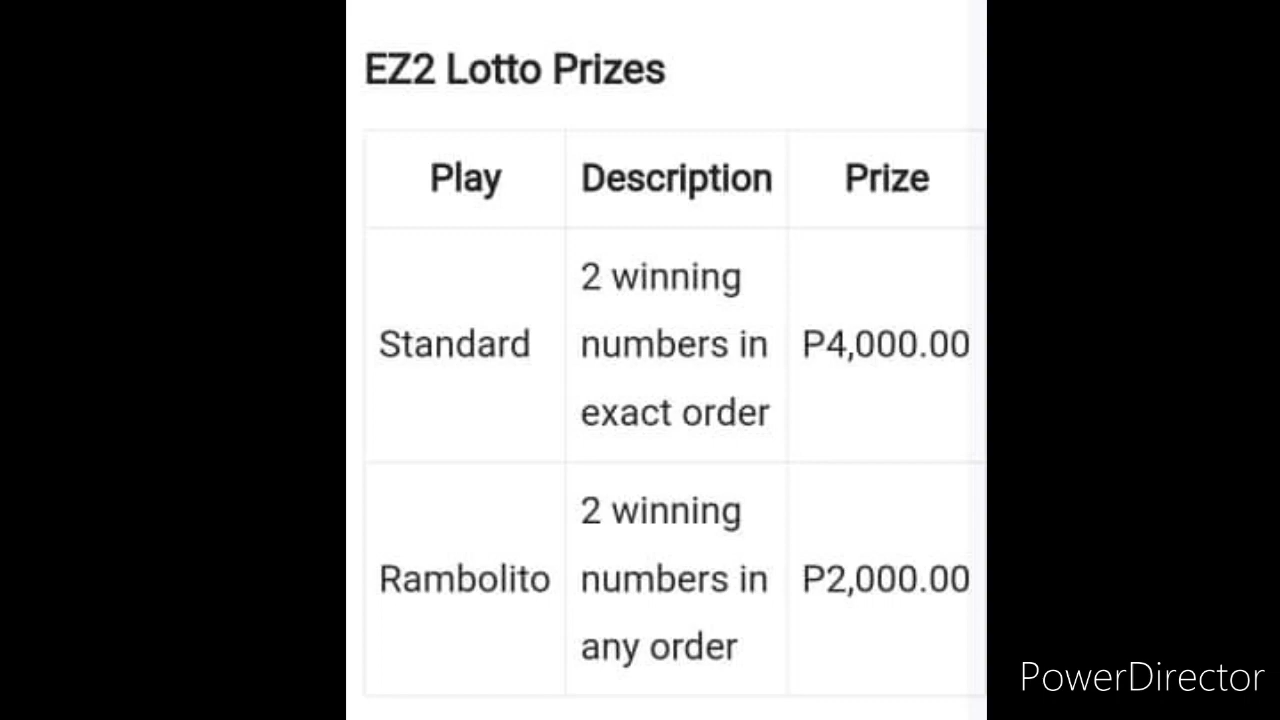 EZ2 Lotto Prizes
Play Description Prize
2 winning
Standard numbers in P4,000.00
exact order
2 winning
Rambolito numbers in P2,000.00
any order
PowerDirector